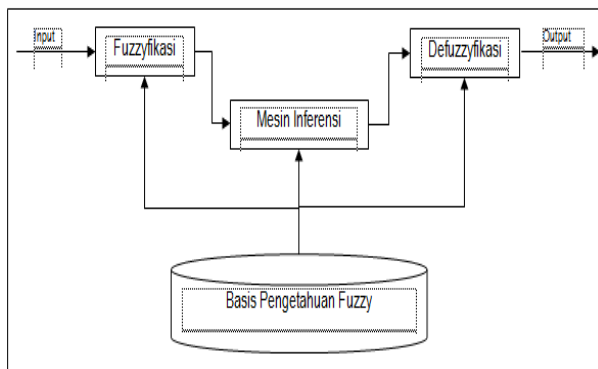 Input
Fuzzyfikasi
Defuzzyfikasi
Output
Mesin Inferensi
Basis Pengetahuan Fuzzy